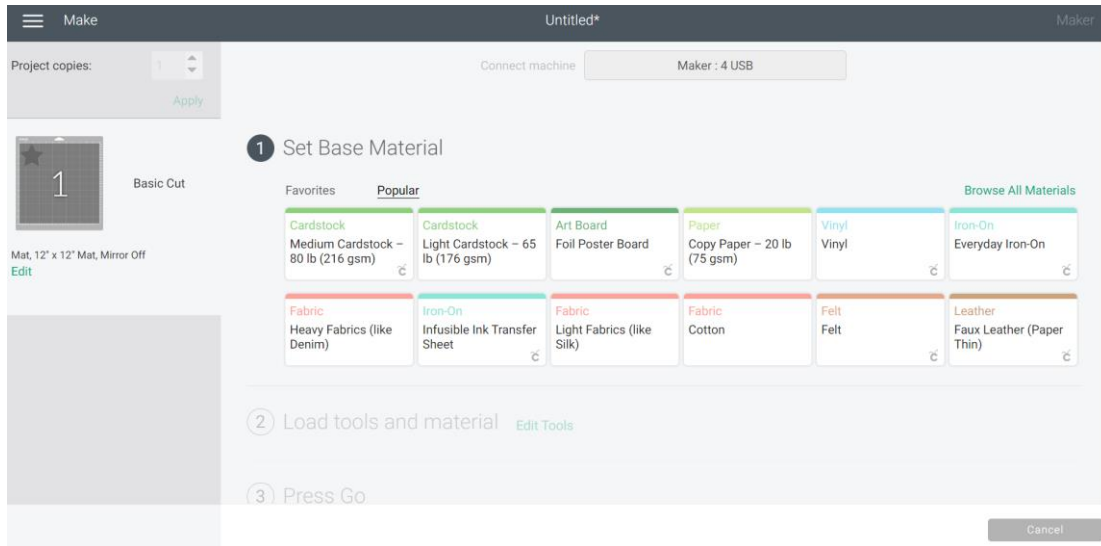 Make
Untitled*
Maker
Project copies:
1
Apply
Connect machine
Maker : 4 USB
1
Basic Cut
Mat, 12" x 12" Mat, Mirror Off
Edit
1 Set Base Material
Favorites
Popular
Browse All Materials
Cardstock
Medium Cardstock –
80 lb (216 gsm)
Cardstock
Light Cardstock – 65
lb (176 gsm)
Art Board
Foil Poster Board
Paper
Copy Paper – 20 lb
(75 gsm)
Vinyl
Vinyl
Iron-On
Everyday Iron-On
Fabric
Heavy Fabrics (like
Denim)
Iron-On
Infusible Ink Transfer
Sheet
Fabric
Light Fabrics (like
Silk)
Fabric
Cotton
Felt
Felt
Leather
Faux Leather (Paper
Thin)
2 Load tools and material
Edit Tools
3 Press Go
Cancel